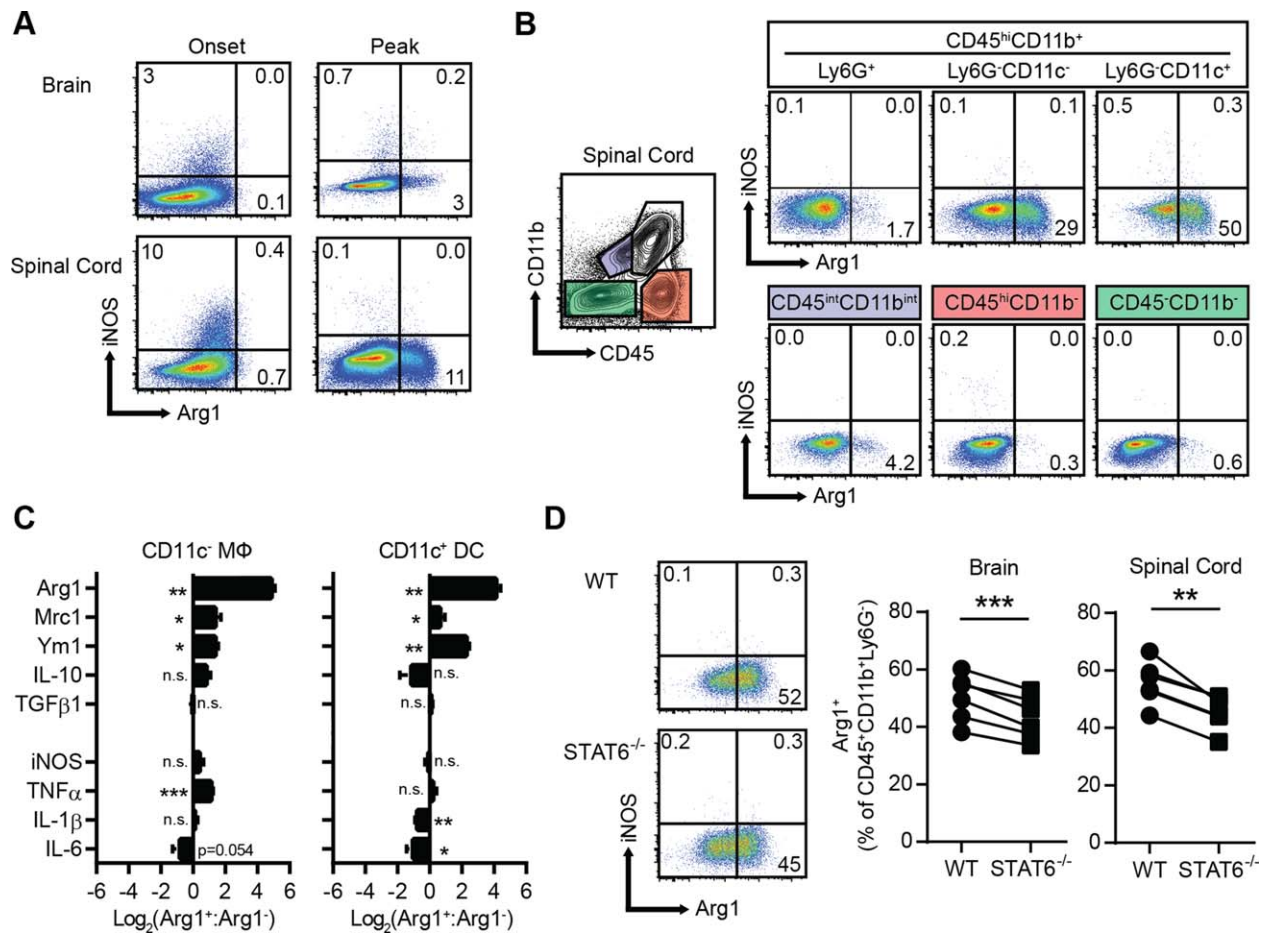 A
Onset Peak
Brain
3 0.0
0.1
0.7 0.2
3
Spinal Cord
10 0.4
0.7
0.1 0.0
11
iNOS
Arg1
B
CD45hiCD11b+
Ly6G+ Ly6G-CD11c- Ly6G-CD11c+
Spinal Cord
CD11b
CD45
0.1 0.0
1.7
0.1 0.1
29
0.5 0.3
50
iNOS
Arg1
CD45intCD11bint CD45hiCD11b- CD45-CD11b-
0.0 0.0
4.2
0.2 0.0
0.3
0.0 0.0
0.6
iNOS
Arg1
C
CD11c- MΦ CD11c+ DC
Arg1 ** **
Mrc1 * *
Ym1 * **
IL-10 n.s. n.s.
TGFβ1 n.s. n.s.
iNOS n.s. n.s.
TNFα *** n.s.
IL-1β n.s. **
IL-6 p=0.054 *
-6 -4 -2 0 2 4 6 -6 -4 -2 0 2 4 6
Log2(Arg1+:Arg1-) Log2(Arg1+:Arg1-)
D
WT
0.1 0.3
52
STAT6-/-
0.2 0.3
45
iNOS
Arg1
Brain Spinal Cord
*** **
Arg1+
(% of CD45+CD11b+Ly6G-)
80
60
40
20
0
WT STAT6-/-
80
60
40
20
0
WT STAT6-/-